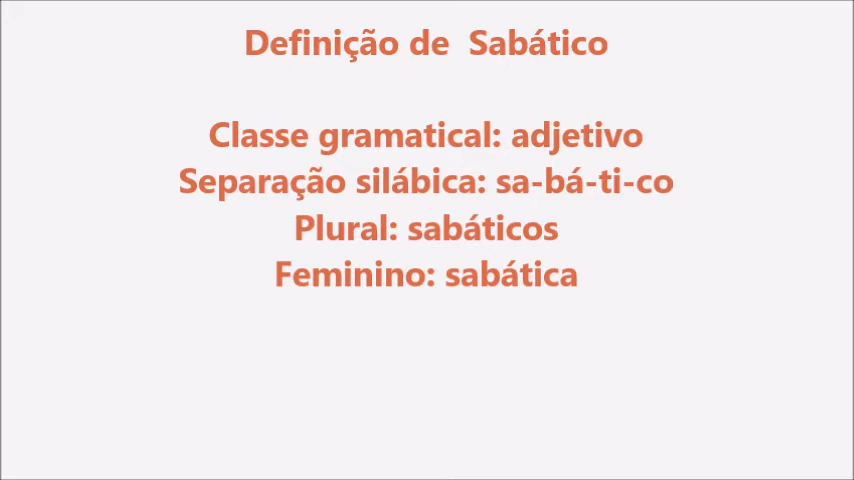 Definição de  Sabático
Classe gramatical: adjetivo
Separação silábica: sa-bá-ti-co
Plural: sabáticos
Feminino: sabática